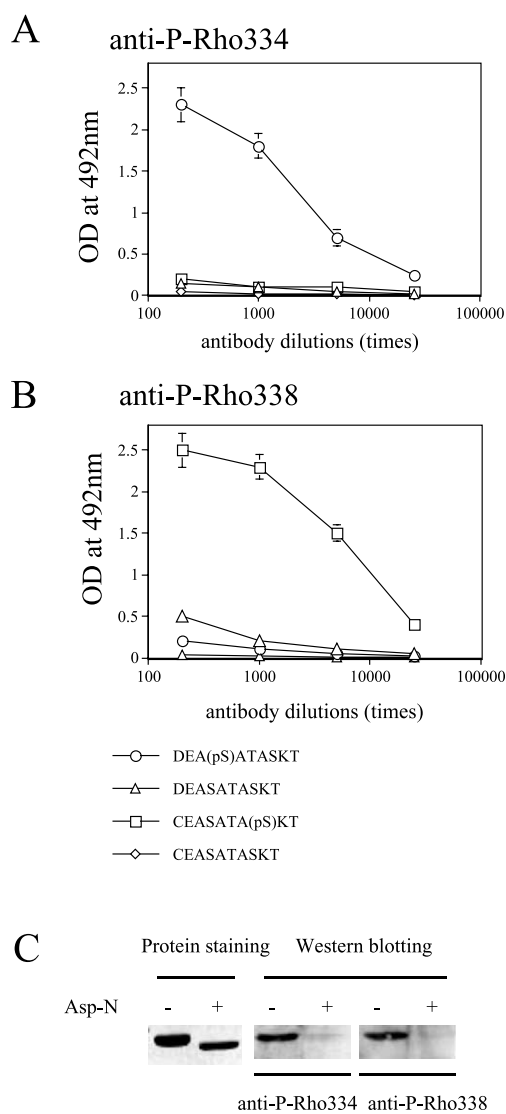 A
anti-P-Rho334
OD at 492nm
2.5
2
1.5
1
0.5
0
100 1000 10000 100000
antibody dilutions (times)
B
anti-P-Rho338
OD at 492nm
2.5
2
1.5
1
0.5
0
100 1000 10000 100000
antibody dilutions (times)
DEA(pS)ATASKT
DEASATASKT
CEASATA(pS)KT
CEASATASKT
C
Protein staining Western blotting
Asp-N - + - + - +
anti-P-Rho334 anti-P-Rho338